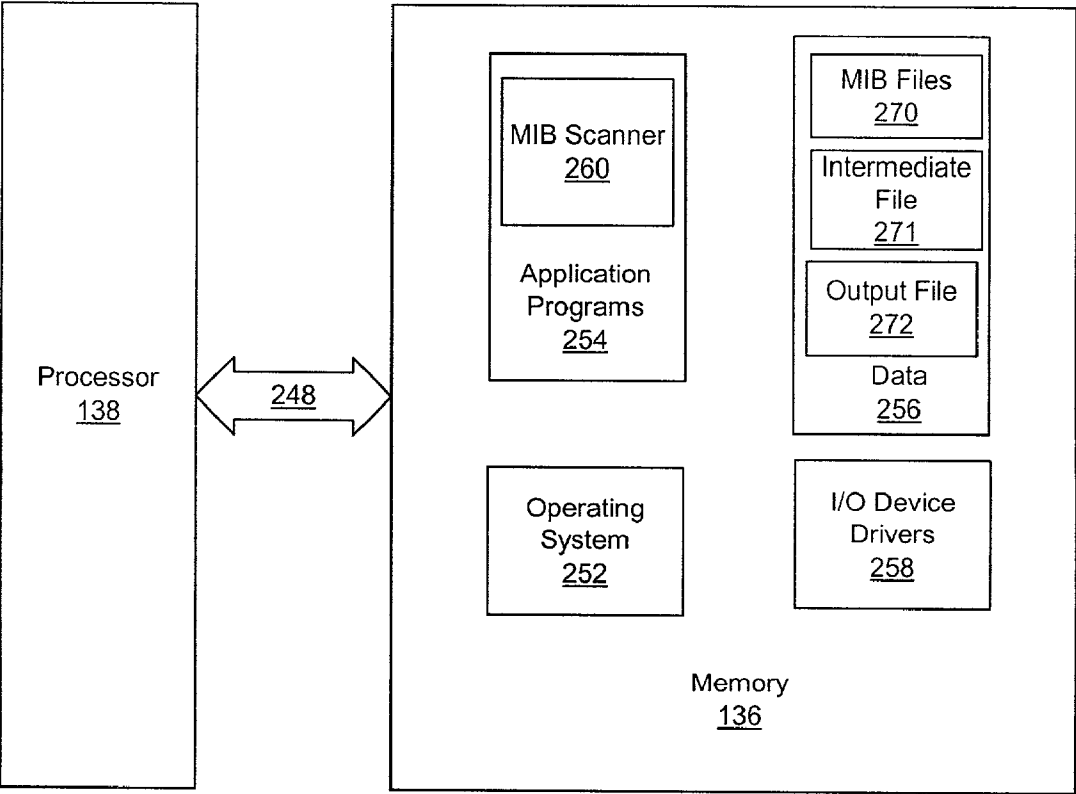 Processor
138
248
MIB Scanner
260
Application
Programs
254
MIB Files
270
Intermediate
File
271
Output File
272
Data
256
Operating
System
252
I/O Device
Drivers
258
Memory
136